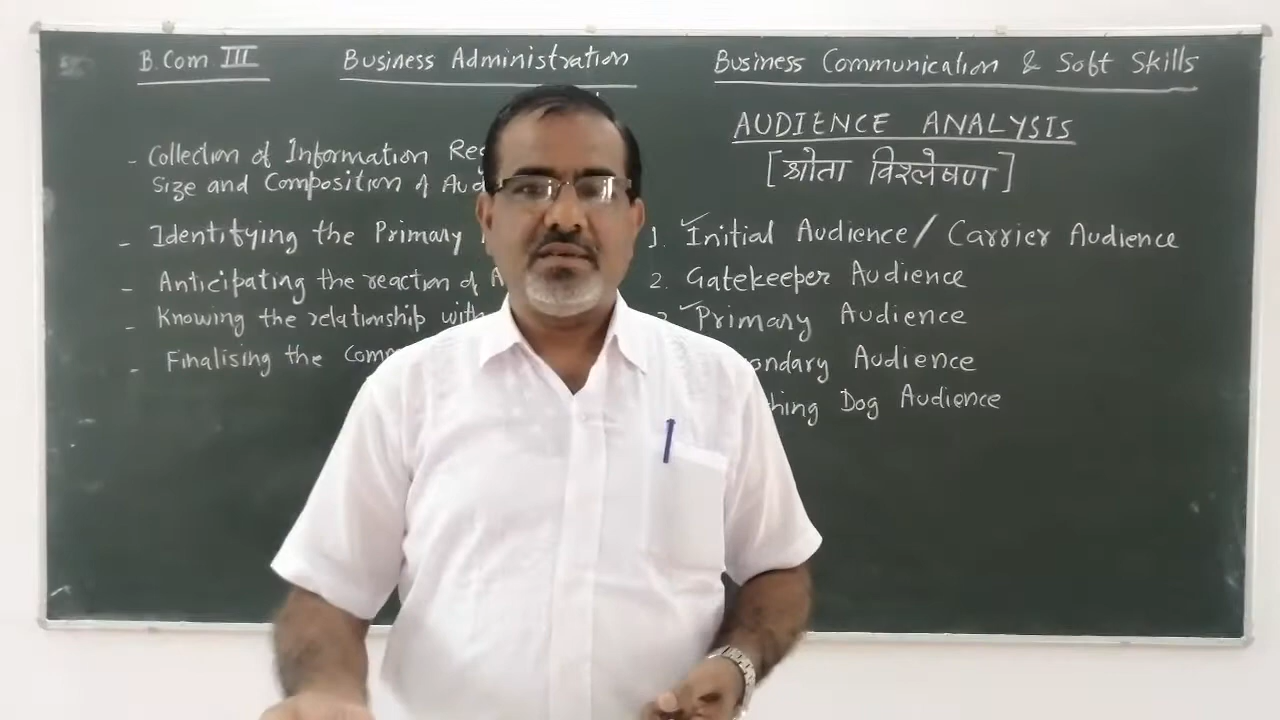 B.Com III
Business Administration
Business Communication & Soft Skills
AUDIENCE ANALYSIS
[श्रोता विश्लेषण]
- Collection of Information
Size and Composition of
- Identifying the Primary
- Anticipating the reaction of
- Knowing the relationship with
- Finalising the
1. Initial Audience / Carrier Audience
2. Gatekeeper Audience
Primary Audience
Audience
Dog Audience